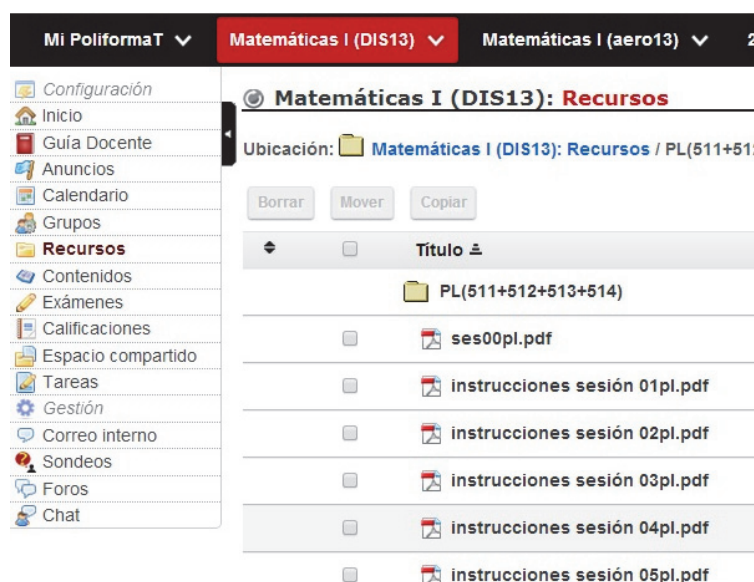 Mi PoliformaT
Matemáticas I (DIS13)
Matemáticas I (aero13)
2
Configuración
Inicio
Guía Docente
Anuncios
Calendario
Grupos
Recursos
Contenidos
Exámenes
Calificaciones
Espacio compartido
Tareas
Gestión
Correo interno
Sondeos
Foros
Chat
Matemáticas I (DIS13): Recursos
Ubicación: Matemáticas I (DIS13): Recursos / PL(511+512
Borrar Mover Copiar
Título
PL(511+512+513+514)
ses00pl.pdf
instrucciones sesión 01pl.pdf
instrucciones sesión 02pl.pdf
instrucciones sesión 03pl.pdf
instrucciones sesión 04pl.pdf
instrucciones sesión 05pl.pdf